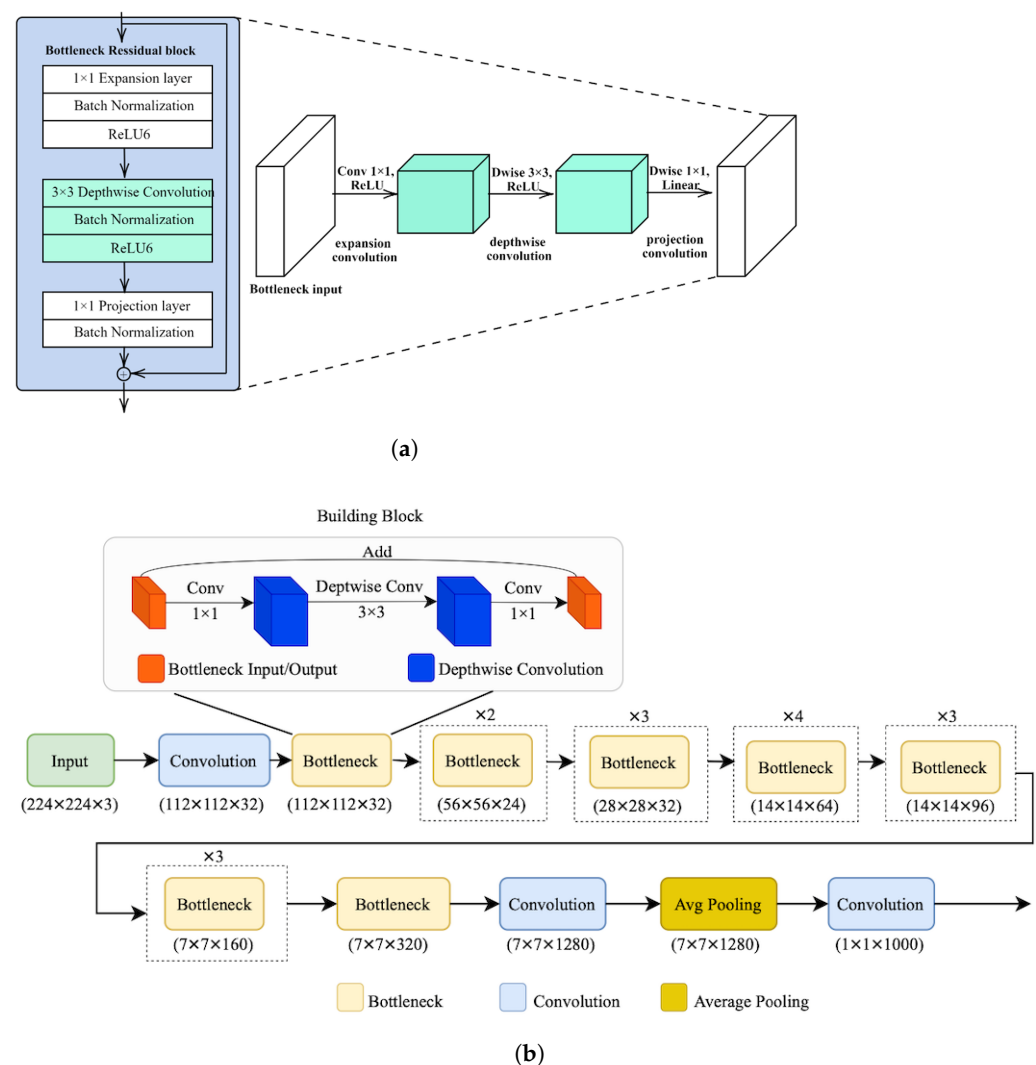 Bottleneck Ressidual block
1×1 Expansion layer
Batch Normalization
ReLU6
3×3 Depthwise Convolution
Batch Normalization
ReLU6
1×1 Projection layer
Batch Normalization
+
Bottleneck input
Conv 1×1,
ReLU
expansion
convolution
Dwise 3×3,
ReLU
depthwise
convolution
Dwise 1×1,
Linear
projection
convolution
(a)
Building Block
Add
Conv
1×1
Deptwise Conv
3×3
Conv
1×1
Bottleneck Input/Output
Depthwise Convolution
Input
(224×224×3)
Convolution
(112×112×32)
Bottleneck
(112×112×32)
×2
Bottleneck
(56×56×24)
×3
Bottleneck
(28×28×32)
×4
Bottleneck
(14×14×64)
×3
Bottleneck
(14×14×96)
×3
Bottleneck
(7×7×160)
Bottleneck
(7×7×320)
Convolution
(7×7×1280)
Avg Pooling
(7×7×1280)
Convolution
(1×1×1000)
Bottleneck
Convolution
Average Pooling
(b)